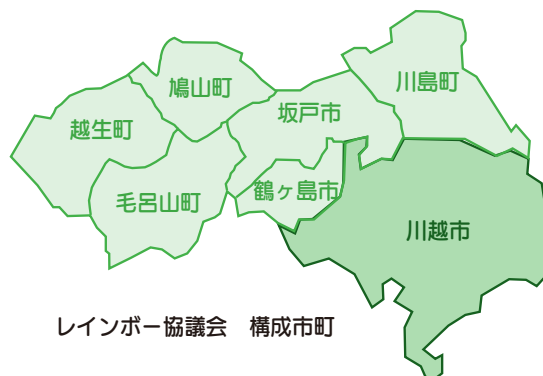 川島町
鳩山町
坂戸市
越生町
鶴ヶ島市
毛呂山町
川越市
レインボー協議会　構成市町